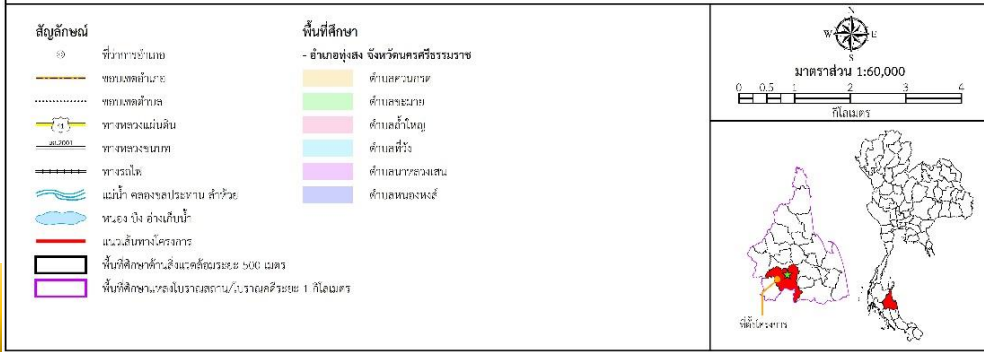 สัญลักษณ์
ที่ว่าการอำเภอ
ขอบเขตอำเภอ
ขอบเขตตำบล
41
ทางหลวงแผ่นดิน
นม.2001
ทางหลวงชนบท
ทางรถไฟ
แม่น้ำ คลองชลประทาน ลำห้วย
หนอง บึง อ่างเก็บน้ำ
แนวเส้นทางโครงการ
พื้นที่ศึกษาด้านสิ่งแวดล้อมระยะ 500 เมตร
พื้นที่ศึกษาแหล่งโบราณสถาน/โบราณคดีระยะ 1 กิโลเมตร
พื้นที่ศึกษา
- อำเภอทุ่งสง จังหวัดนครศรีธรรมราช
ตำบลควนกรด
ตำบลชะมาย
ตำบลถ้ำใหญ่
ตำบลที่วัง
ตำบลนาหลวงเสน
ตำบลหนองหงส์
N
W E
S
มาตราส่วน 1:60,000
0 0.5 1 2 3 4
กิโลเมตร
ที่ตั้งโครงการ